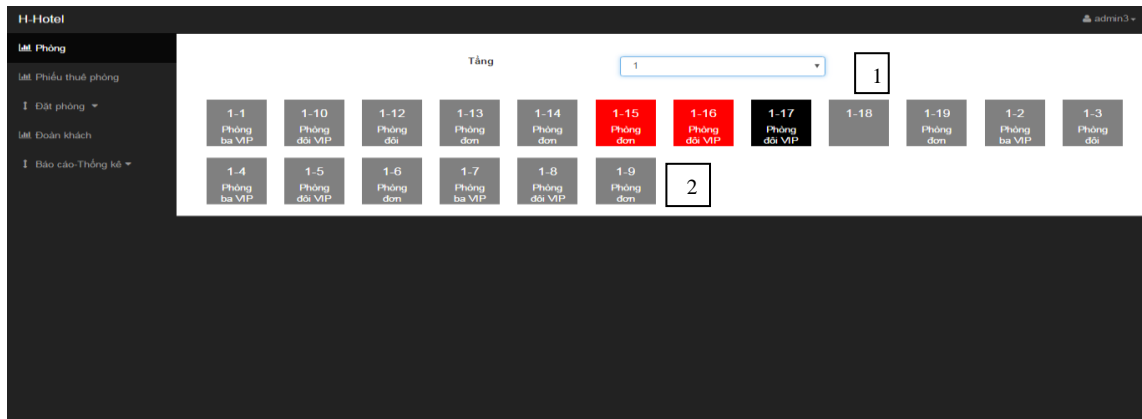 H-Hotel
admin3
Phòng
Phiếu thuê phòng
Đặt phòng
Đoàn khách
Báo cáo-Thống kê
Tầng
1
1
1-1
Phòng
ba VIP
1-10
Phòng
đôi VIP
1-12
Phòng
đôi
1-13
Phòng
đơn
1-14
Phòng
đơn
1-15
Phòng
đơn
1-16
Phòng
đôi VIP
1-17
Phòng
đôi VIP
1-18
1-19
Phòng
đơn
1-2
Phòng
ba VIP
1-3
Phòng
đôi
1-4
Phòng
ba VIP
1-5
Phòng
đôi VIP
1-6
Phòng
đơn
1-7
Phòng
ba VIP
1-8
Phòng
đôi VIP
1-9
Phòng
đơn
2